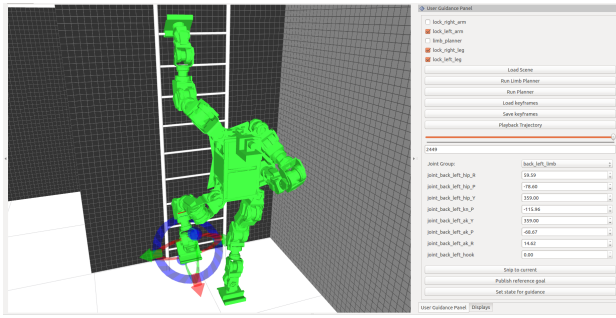 User Guidance Panel
lock_right_arm
lock_left_arm
limb_planner
lock_right_leg
lock_left_leg
Load Scene
Run Limb Planner
Run Planner
Load keyframes
Save keyframes
Playback Trajectory
2449
Joint Group: back_left_limb
joint_back_left_hip_R 59.59
joint_back_left_hip_P -78.60
joint_back_left_hip_Y 359.00
joint_back_left_kn_P -115.96
joint_back_left_ak_Y 359.00
joint_back_left_ak_P -60.67
joint_back_left_ak_R 14.62
joint_back_left_hook 0.00
Snip to current
Publish reference goal
Set state for guidance
User Guidance Panel Displays